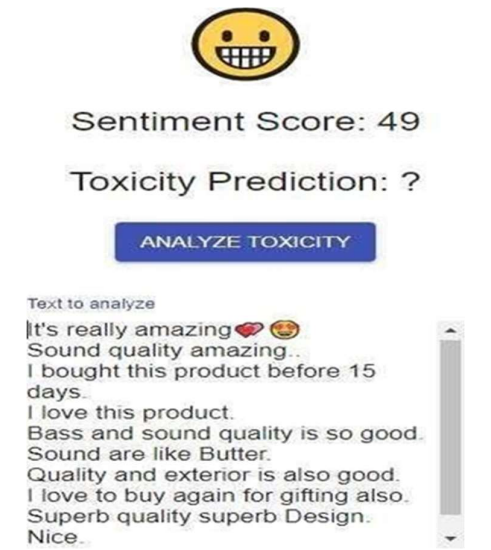 Sentiment Score: 49
Toxicity Prediction: ?
ANALYZE TOXICITY
Text to analyze
It's really amazing💘 😍
Sound quality amazing..
I bought this product before 15
days.
I love this product.
Bass and sound quality is so good.
Sound are like Butter.
Quality and exterior is also good.
I love to buy again for gifting also.
Superb quality superb Design.
Nice.